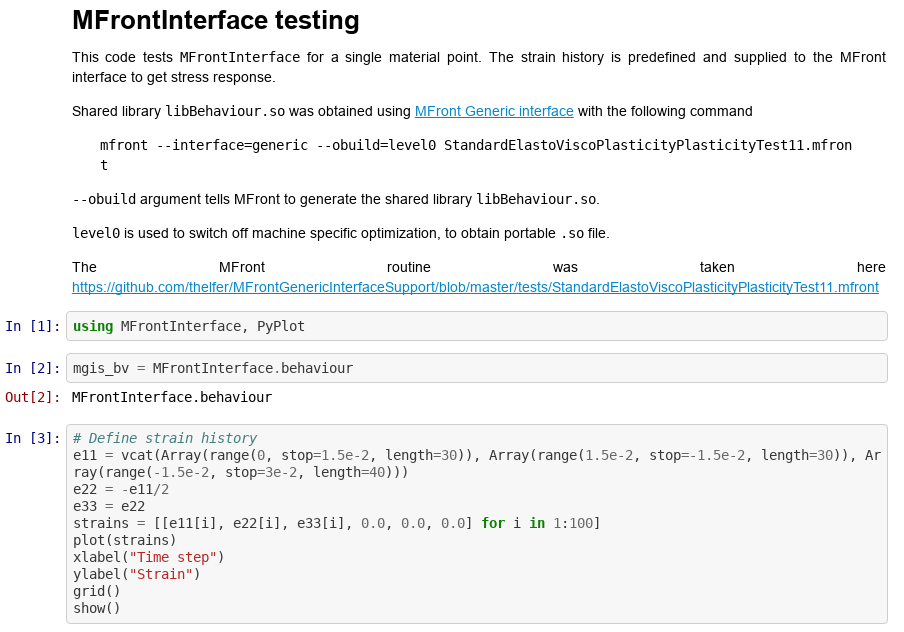 MFrontInterface testing
This code tests MFrontInterface for a single material point. The strain history is predefined and supplied to the MFront
interface to get stress response.
Shared library libBehaviour.so was obtained using MFront Generic interface with the following command
mfront --interface=generic --obuild=level0 StandardElastoViscoPlasticityPlasticityTest11.mfron
t
--obuild argument tells MFront to generate the shared library libBehaviour.so.
level0 is used to switch off machine specific optimization, to obtain portable .so file.
The MFront routine was taken here
https://github.com/thelfer/MFrontGenericInterfaceSupport/blob/master/tests/StandardElastoViscoPlasticityPlasticityTest11.mfront
In [1]: using MFrontInterface, PyPlot
In [2]: mgis_bv = MFrontInterface.behaviour
Out[2]: MFrontInterface.behaviour
In [3]: # Define strain history
e11 = vcat(Array(range(0, stop=1.5e-2, length=30)), Array(range(1.5e-2, stop=-1.5e-2, length=30)), Ar
ray(range(-1.5e-2, stop=3e-2, length=40)))
e22 = -e11/2
e33 = e22
strains = [[e11[i], e22[i], e33[i], 0.0, 0.0, 0.0] for i in 1:100]
plot(strains)
xlabel("Time step")
ylabel("Strain")
grid()
show()